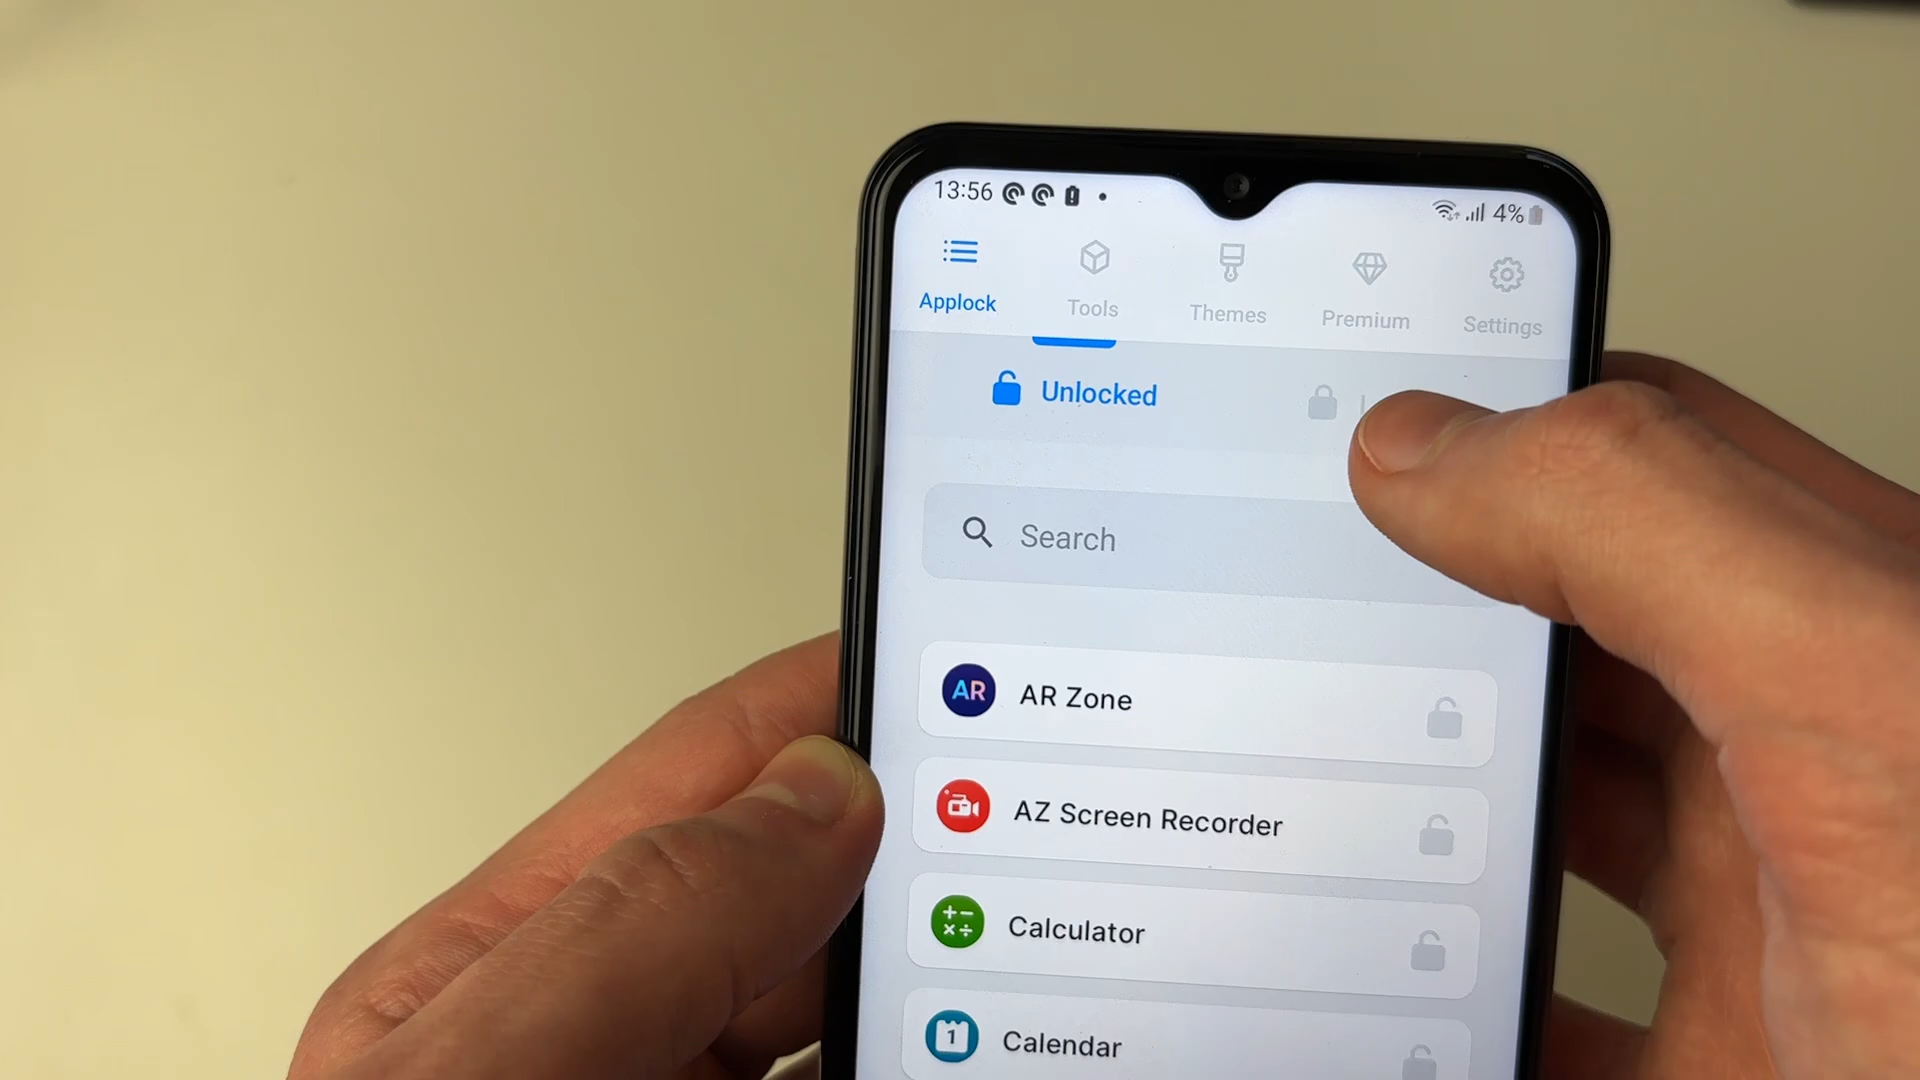 13:56
4%
Applock
Tools
Themes
Premium
Settings
Unlocked
Search
AR
AR Zone
AZ Screen Recorder
Calculator
1
Calendar